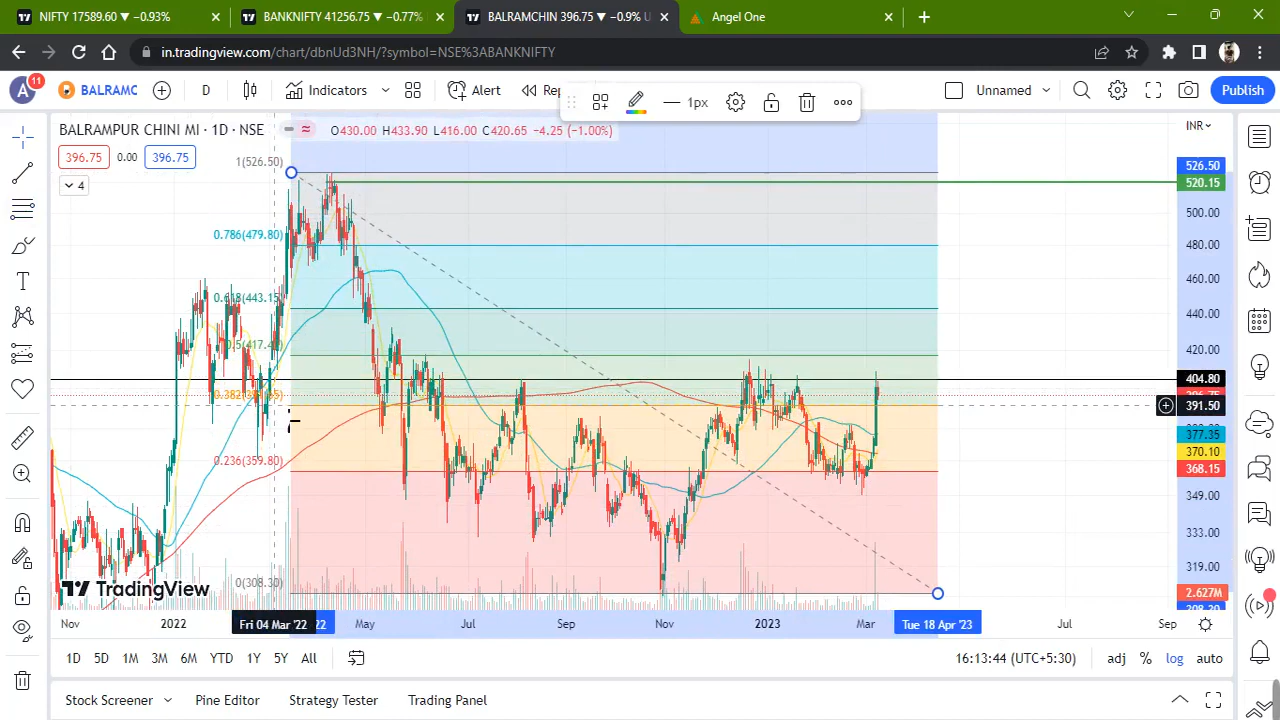 NIFTY 17589.60 ▼ −0.93%
BANKNIFTY 41256.75 ▼ −0.77%
BALRAMCHIN 396.75 ▼ −0.9% U
Angel One
in.tradingview.com/chart/dbnUd3NH/?symbol=NSE%3ABANKNIFTY
A
11
BALRAMC
D
Indicators
Alert
Rep
1px
Unnamed
Publish
BALRAMPUR CHINI MI · 1D · NSE
O430.00 H433.90 L416.00 C420.65 −4.25 (−1.00%)
INR
396.75
0.00
396.75
4
1(526.50)
0.786(479.80)
0.236(359.80)
0(308.30)
526.50
520.15
500.00
480.00
460.00
440.00
420.00
404.80
391.50
377.35
370.10
368.15
349.00
333.00
319.00
2.627M
TradingView
Nov
2022
Fri 04 Mar '22
22
May
Jul
Sep
Nov
2023
Mar
Tue 18 Apr '23
Jul
Sep
1D
5D
1M
3M
6M
YTD
1Y
5Y
All
16:13:44 (UTC+5:30)
adj
%
log
auto
Stock Screener
Pine Editor
Strategy Tester
Trading Panel